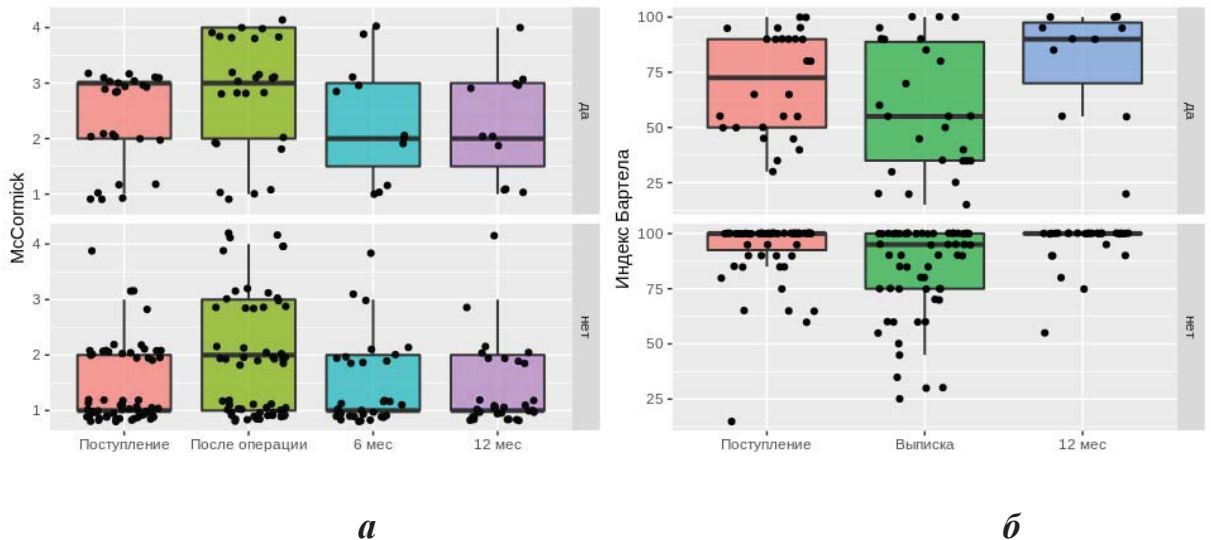 McCormick
4
3
2
1
да
4
3
2
1
нет
Поступление После операции 6 мес 12 мес
а
Индекс Бартела
100
75
50
25
да
100
75
50
25
нет
Поступление Выписка 12 мес
б